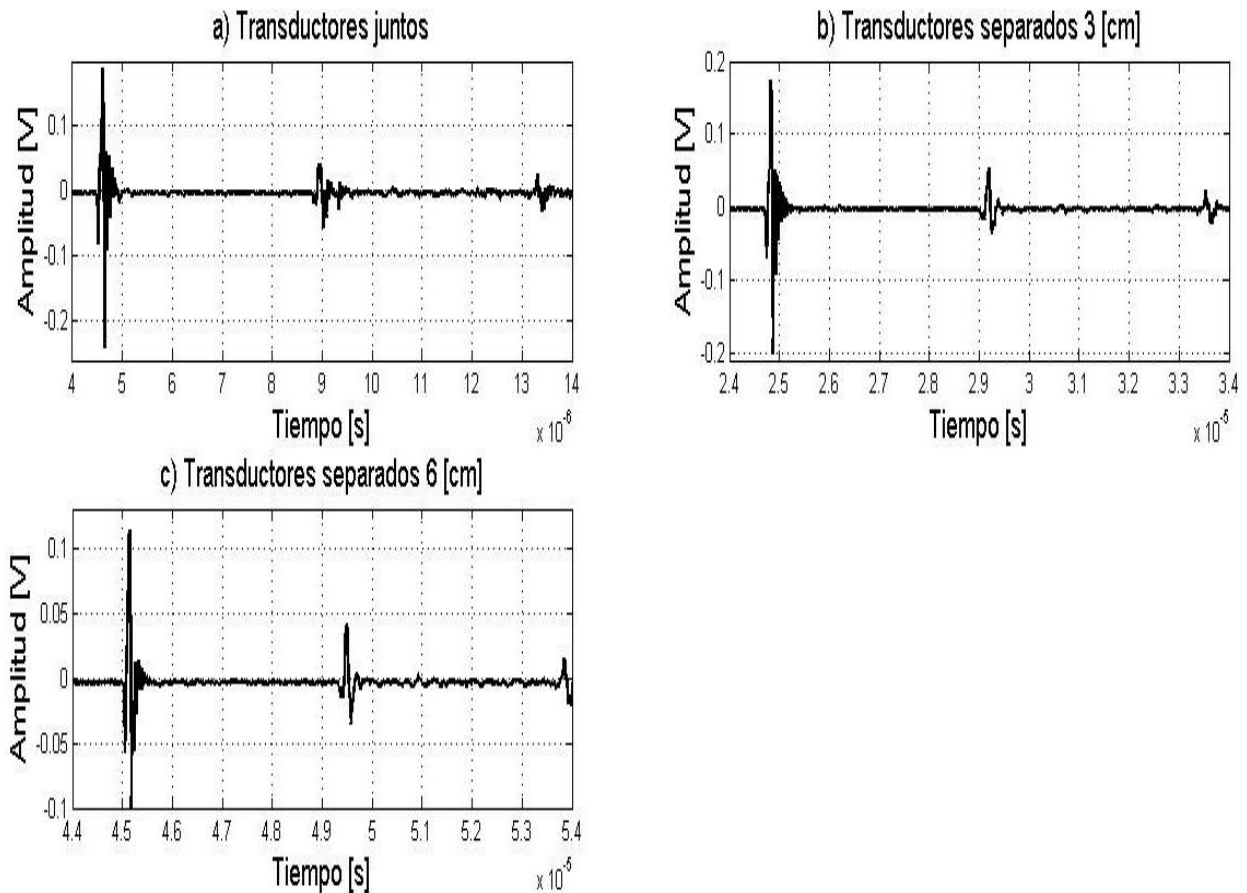 a) Transductores juntos
Amplitud [V]
0.1
0
-0.1
-0.2
4 5 6 7 8 9 10 11 12 13 14
Tiempo [s]
x 10⁻⁶
b) Transductores separados 3 [cm]
Amplitud [V]
0.2
0.1
0
-0.1
-0.2
2.4 2.5 2.6 2.7 2.8 2.9 3 3.1 3.2 3.3 3.4
Tiempo [s]
x 10⁻⁵
c) Transductores separados 6 [cm]
Amplitud [V]
0.1
0.05
0
-0.05
-0.1
4.4 4.5 4.6 4.7 4.8 4.9 5 5.1 5.2 5.3 5.4
Tiempo [s]
x 10⁻⁵